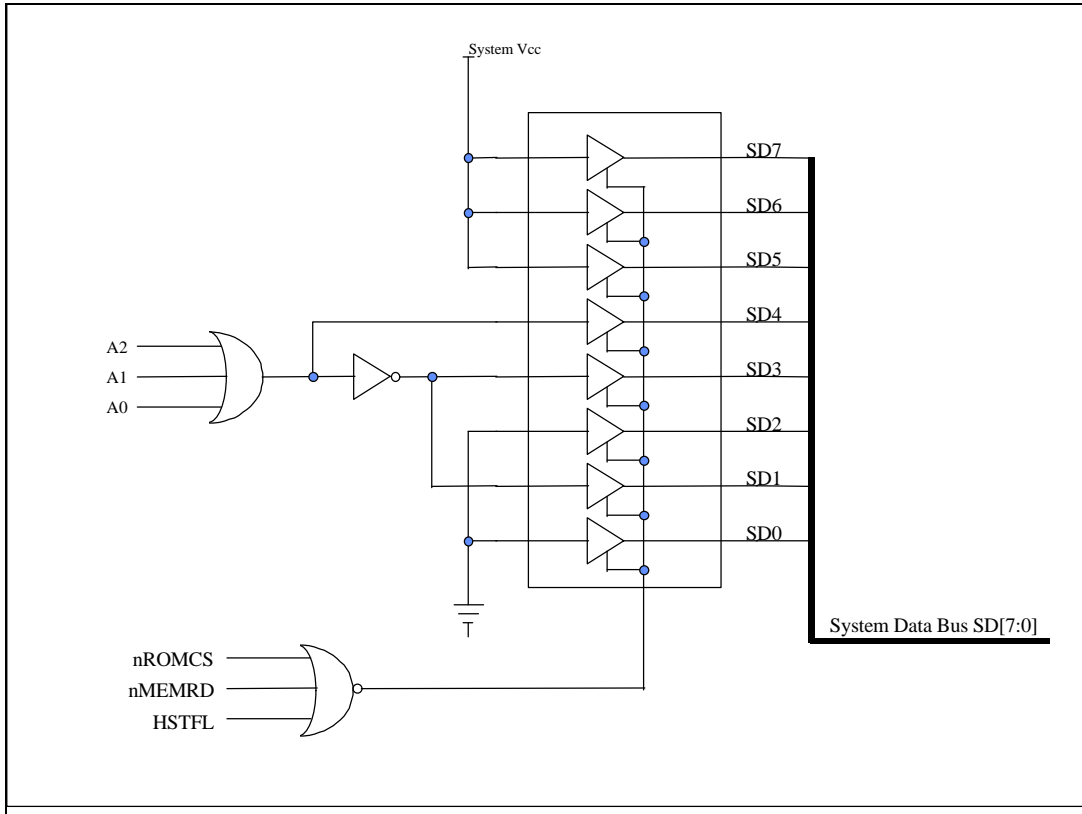 System Vcc
SD7
SD6
SD5
SD4
A2
A1
SD3
A0
SD2
SD1
SD0
System Data Bus SD[7:0]
nROMCS
nMEMRD
HSTFL